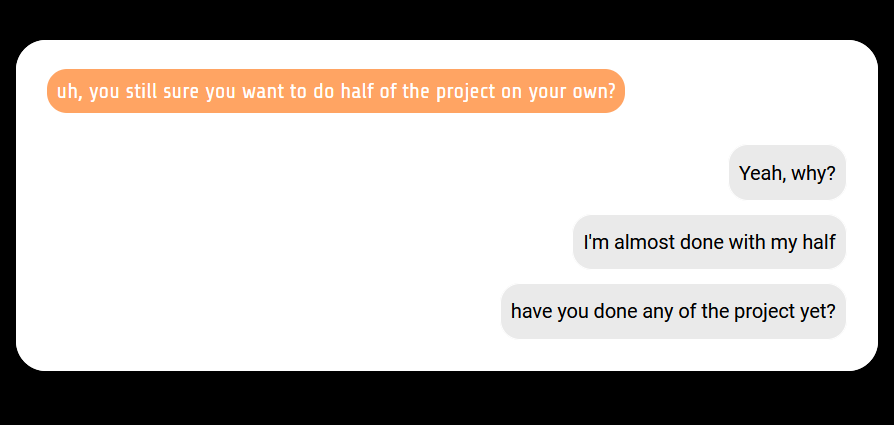 uh, you still sure you want to do half of the project on your own?
Yeah, why?
I'm almost done with my half
have you done any of the project yet?